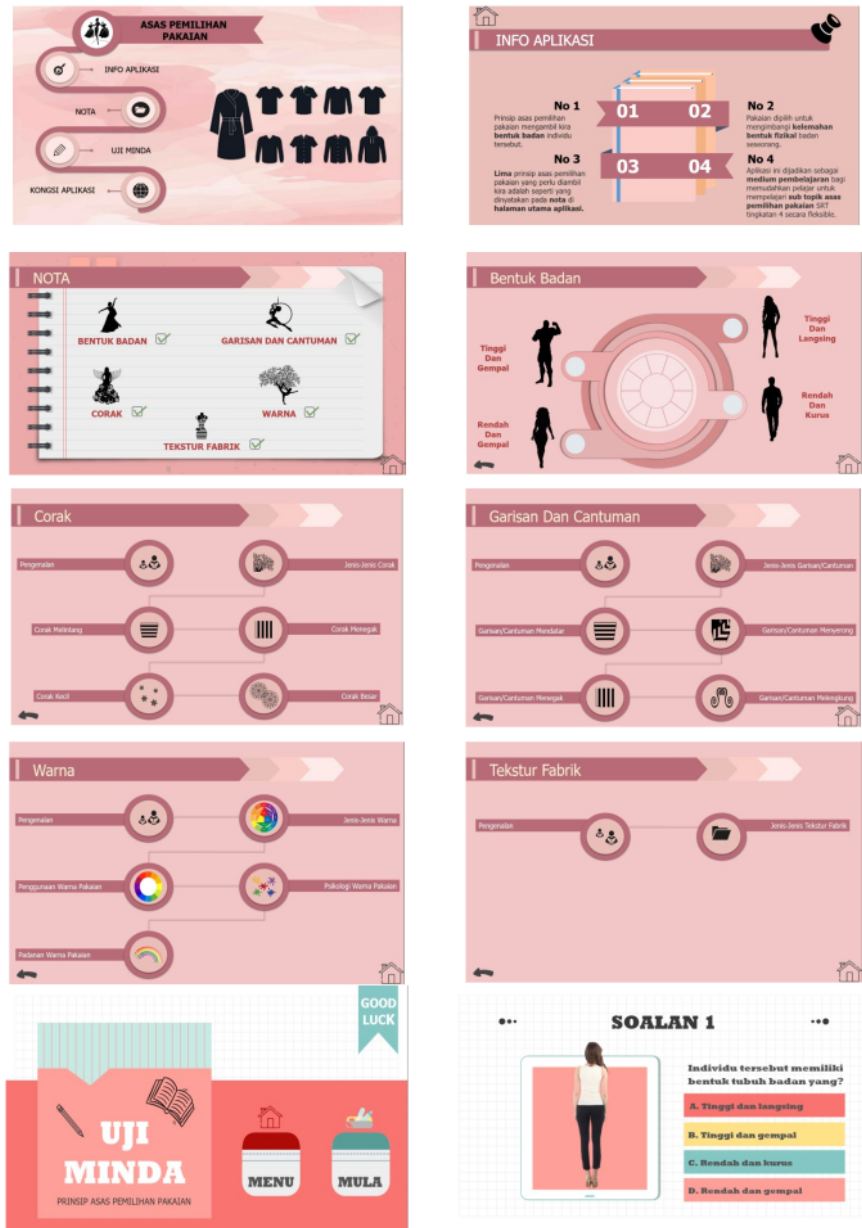 ASAS PEMILIHAN
PAKAIAN
INFO APLIKASI
NOTA
UJI MINDA
KONGSI APLIKASI
INFO APLIKASI
No 1
Prinsip asas pemilihan
pakaian mengambil kira
bentuk badan individu
tersebut.
01
02
No 2
Pakaian dipilih untuk
mengimbangi kelemahan
bentuk fizikal badan
seseorang.
No 3
Lima prinsip asas pemilihan
pakaian yang perlu diambil
kira adalah seperti yang
dinyatakan pada nota di
halaman utama aplikasi.
03
04
No 4
Aplikasi ini dijadikan sebagai
medium pembelajaran bagi
memudahkan pelajar untuk
mempelajari sub topik asas
pemilihan pakaian SRT
tingkatan 4 secara fleksible.
NOTA
BENTUK BADAN
GARISAN DAN CANTUMAN
CORAK
WARNA
TEKSTUR FABRIK
Bentuk Badan
Tinggi
Dan
Gempal
Tinggi
Dan
Langsing
Rendah
Dan
Gempal
Rendah
Dan
Kurus
Corak
Pengenalan
Jenis-Jenis Corak
Corak Melintang
Corak Menegak
Corak Kecil
Corak Besar
Garisan Dan Cantuman
Pengenalan
Jenis-Jenis Garisan/Cantuman
Garisan/Cantuman Mendatar
Garisan/Cantuman Menyerong
Garisan/Cantuman Menegak
Garisan/Cantuman Melengkung
Warna
Pengenalan
Jenis-Jenis Warna
Penggunaan Warna Pakaian
Psikologi Warna Pakaian
Padanan Warna Pakaian
Tekstur Fabrik
Pengenalan
Jenis-Jenis Tekstur Fabrik
GOOD
LUCK
UJI
MINDA
PRINSIP ASAS PEMILIHAN PAKAIAN
MENU
MULA
SOALAN 1
Individu tersebut memiliki
bentuk tubuh badan yang?
A. Tinggi dan langsing
B. Tinggi dan gempal
C. Rendah dan kurus
D. Rendah dan gempal